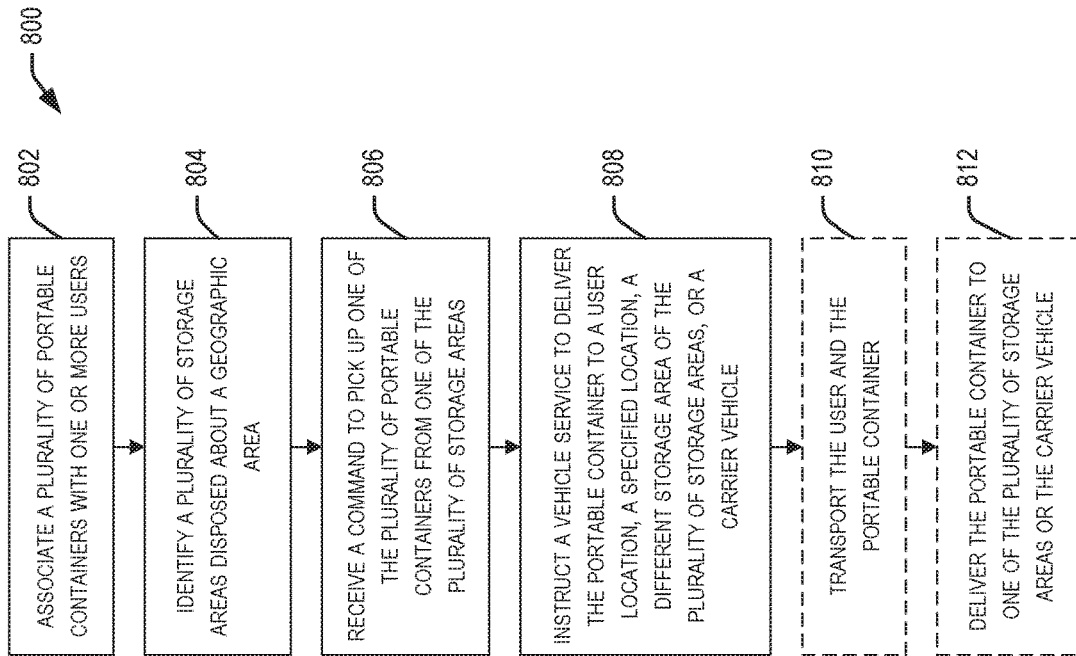 800
802
ASSOCIATE A PLURALITY OF PORTABLE
CONTAINERS WITH ONE OR MORE USERS
804
IDENTIFY A PLURALITY OF STORAGE
AREAS DISPOSED ABOUT A GEOGRAPHIC
AREA
806
RECEIVE A COMMAND TO PICK UP ONE OF
THE PLURALITY OF PORTABLE
CONTAINERS FROM ONE OF THE
PLURALITY OF STORAGE AREAS
808
INSTRUCT A VEHICLE SERVICE TO DELIVER
THE PORTABLE CONTAINER TO A USER
LOCATION, A SPECIFIED LOCATION, A
DIFFERENT STORAGE AREA OF THE
PLURALITY OF STORAGE AREAS, OR A
CARRIER VEHICLE
810
TRANSPORT THE USER AND THE
PORTABLE CONTAINER
812
DELIVER THE PORTABLE CONTAINER TO
ONE OF THE PLURALITY OF STORAGE
AREAS OR THE CARRIER VEHICLE